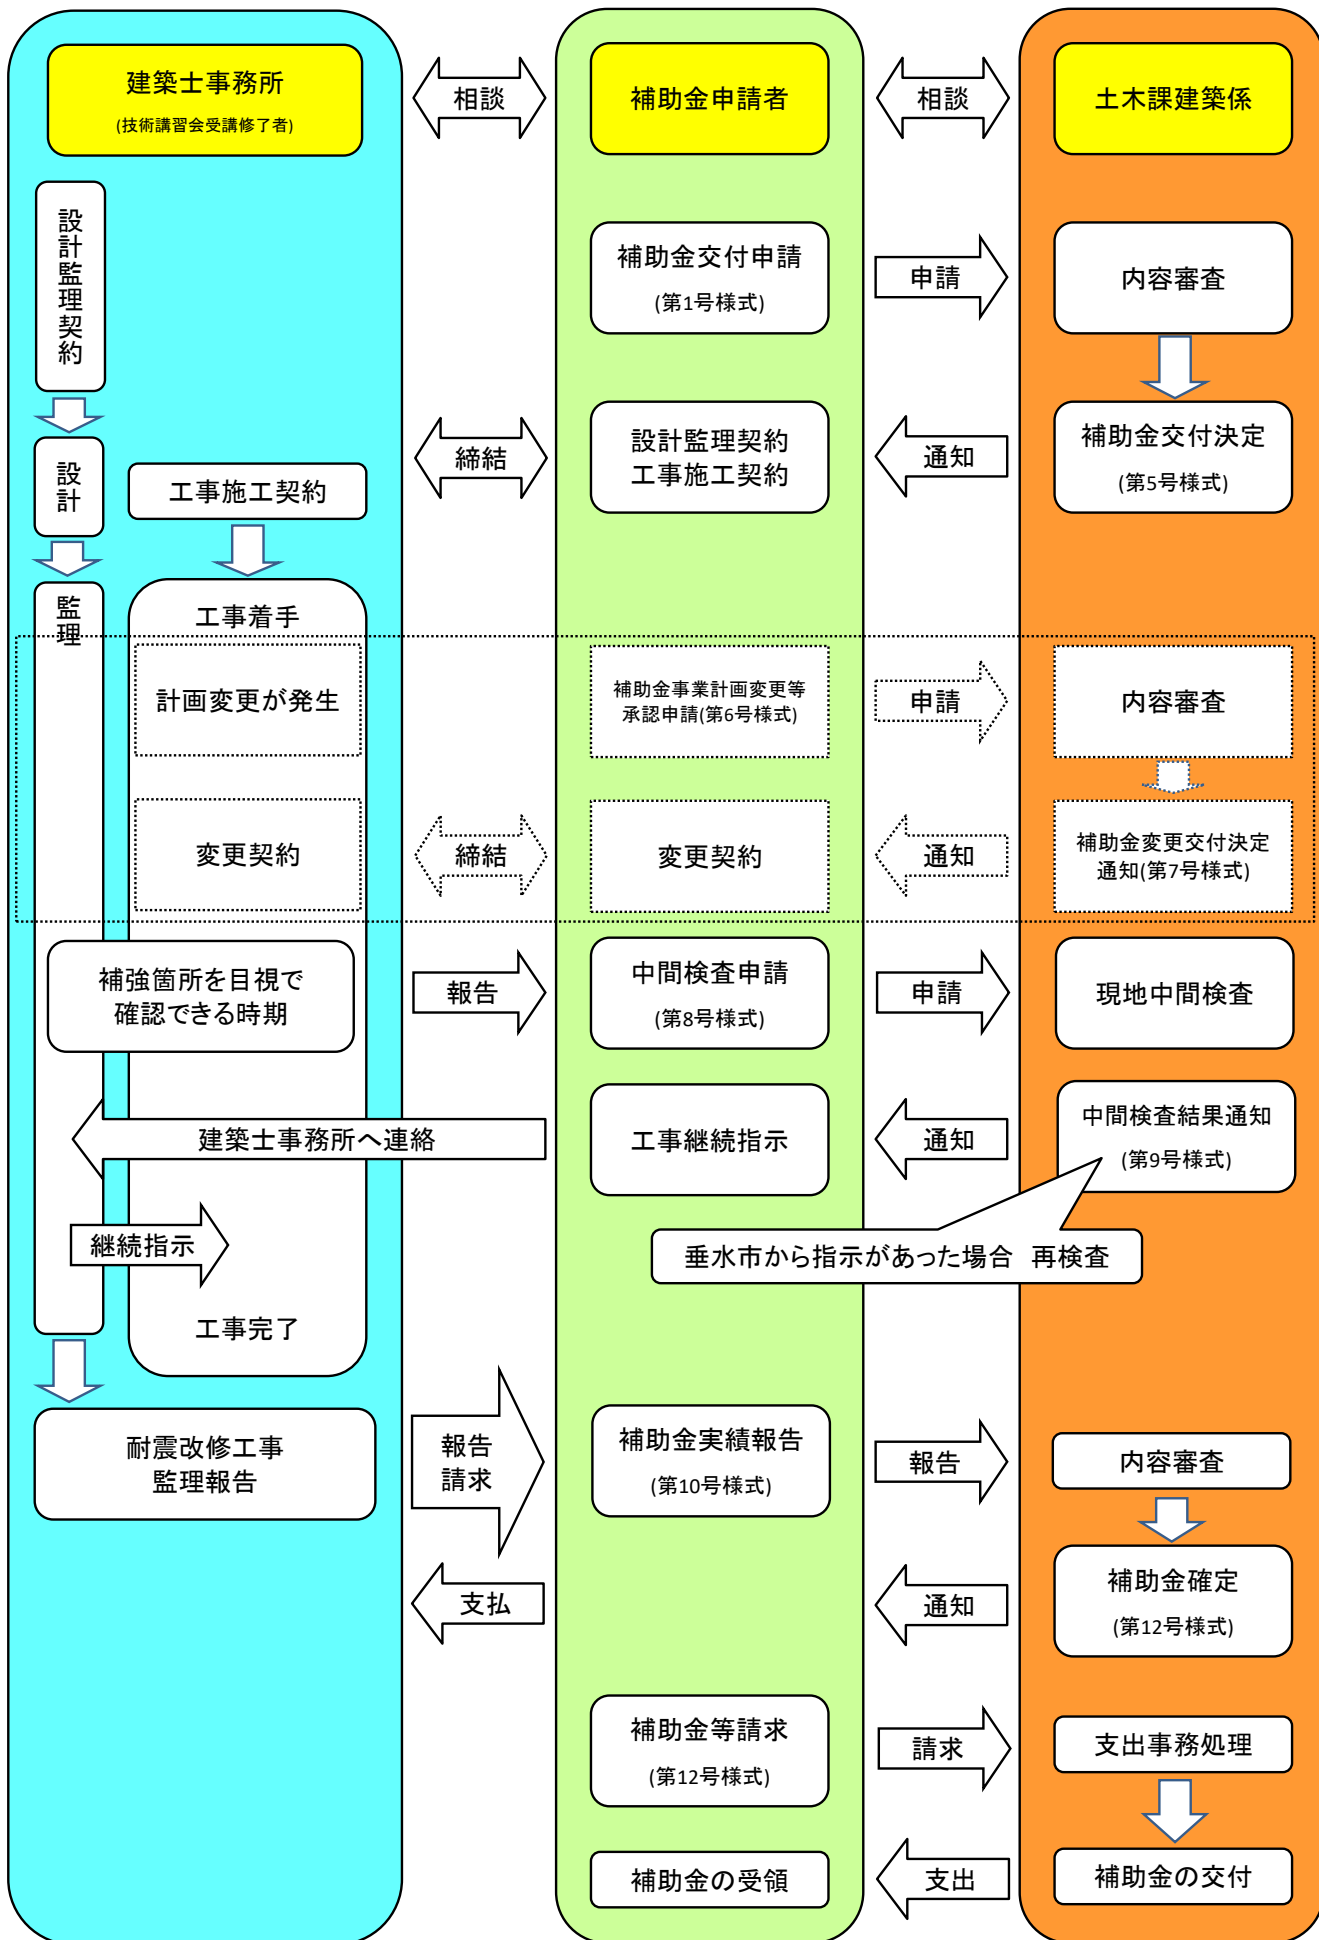 建築士事務所
(技術講習会受講修了者)
相談
補助金申請者
相談
土木課建築係
設計監理契約
補助金交付申請
(第1号様式)
申請
内容審査
設計
工事施工契約
締結
設計監理契約
工事施工契約
通知
補助金交付決定
(第5号様式)
監理
工事着手
計画変更が発生
補助金事業計画変更等
承認申請(第6号様式)
申請
内容審査
変更契約
締結
変更契約
通知
補助金変更交付決定
通知(第7号様式)
補強箇所を目視で
確認できる時期
報告
中間検査申請
(第8号様式)
申請
現地中間検査
建築士事務所へ連絡
工事継続指示
通知
中間検査結果通知
(第9号様式)
継続指示
垂水市から指示があった場合　再検査
工事完了
耐震改修工事
監理報告
報告
請求
補助金実績報告
(第10号様式)
報告
内容審査
支払
通知
補助金確定
(第12号様式)
補助金等請求
(第12号様式)
請求
支出事務処理
補助金の受領
支出
補助金の交付